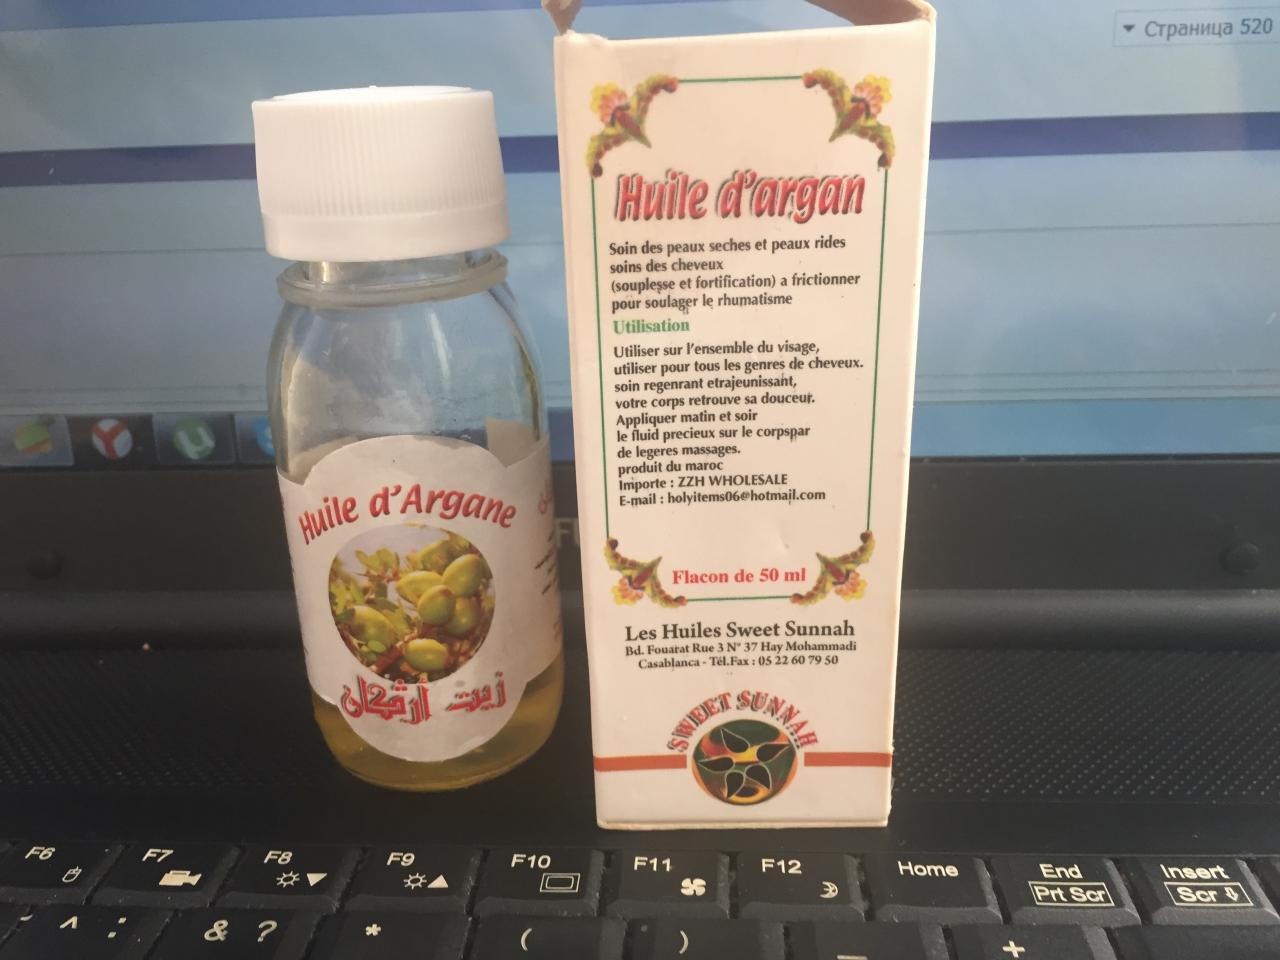 Страница 520
Huile d'argan
Soin des peaux seches et peaux rides
soins des cheveux
(souplesse et fortification) a frictionner
pour soulager le rhumatisme
Utilisation
Utiliser sur l'ensemble du visage,
utiliser pour tous les genres de cheveux.
soin regenrant etrajeunissant,
votre corps retrouve sa douceur.
Appliquer matin et soir
le fluid precieux sur le corpspar
de legeres massages.
produit du maroc
Importe : ZZH WHOLESALE
E-mail : holyitems06@hotmail.com
Flacon de 50 ml
Les Huiles Sweet Sunnah
Bd. Fouarat Rue 3 N° 37 Hay Mohammadi
Casablanca - Tél.Fax : 05 22 60 79 50
SWEET SUNNAH
Huile d'Argane
زيت أرݣان
F6 F7 F8 F9 F10 F11 F12 Home End Insert
Prt Scr Scr
^ : & ? * ( ) _ +